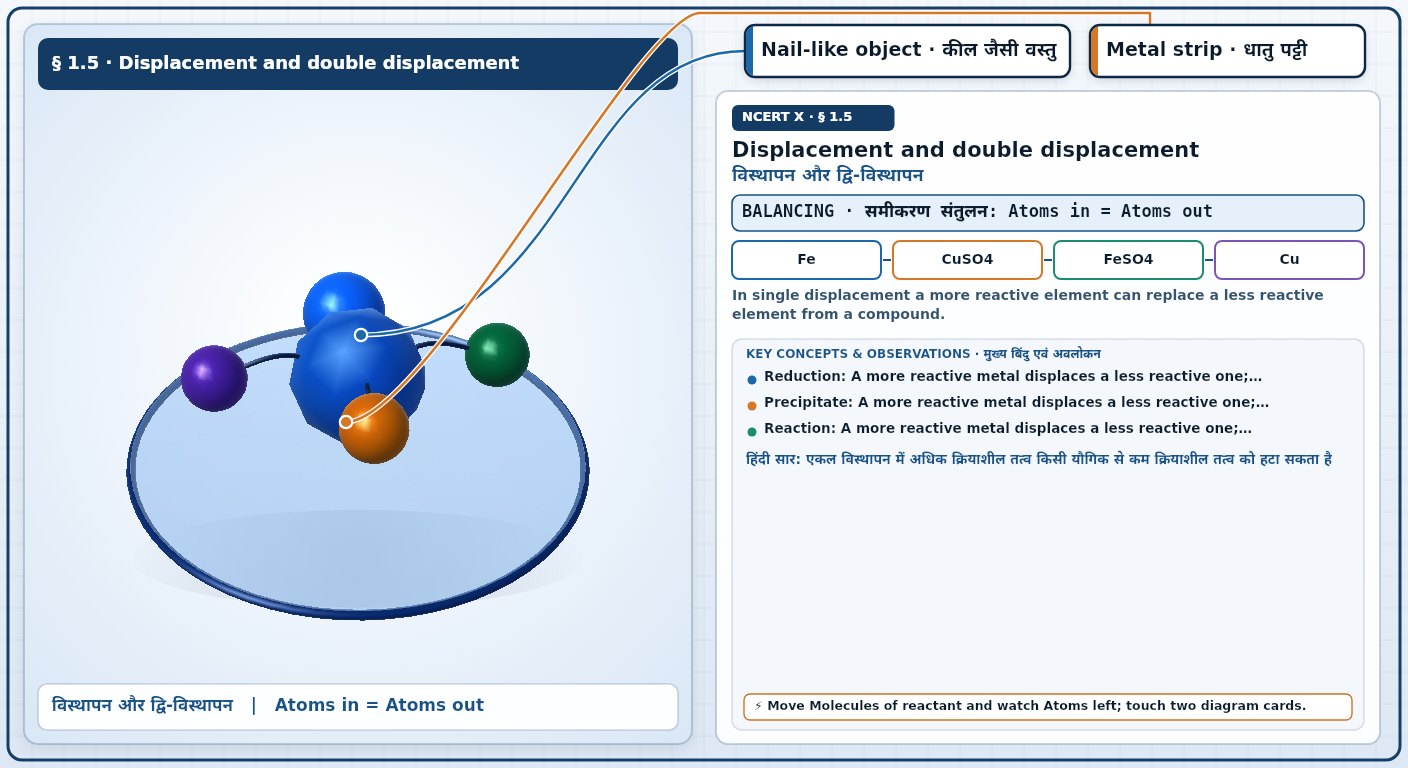 § 1.5 · Displacement and double displacement
Nail-like object · कील जैसी वस्तु
Metal strip · धातु पट्टी
NCERT X · § 1.5
Displacement and double displacement
विस्थापन और द्वि-विस्थापन
BALANCING · समीकरण संतुलन: Atoms in = Atoms out
Fe
CuSO4
FeSO4
Cu
In single displacement a more reactive element can replace a less reactive
element from a compound.
KEY CONCEPTS & OBSERVATIONS · मुख्य बिंदु एवं अवलोकन
Reduction: A more reactive metal displaces a less reactive one;…
Precipitate: A more reactive metal displaces a less reactive one;…
Reaction: A more reactive metal displaces a less reactive one;…
हिंदी सार: एकल विस्थापन में अधिक क्रियाशील तत्व किसी यौगिक से कम क्रियाशील तत्व को हटा सकता है
⚡ Move Molecules of reactant and watch Atoms left; touch two diagram cards.
विस्थापन और द्वि-विस्थापन | Atoms in = Atoms out